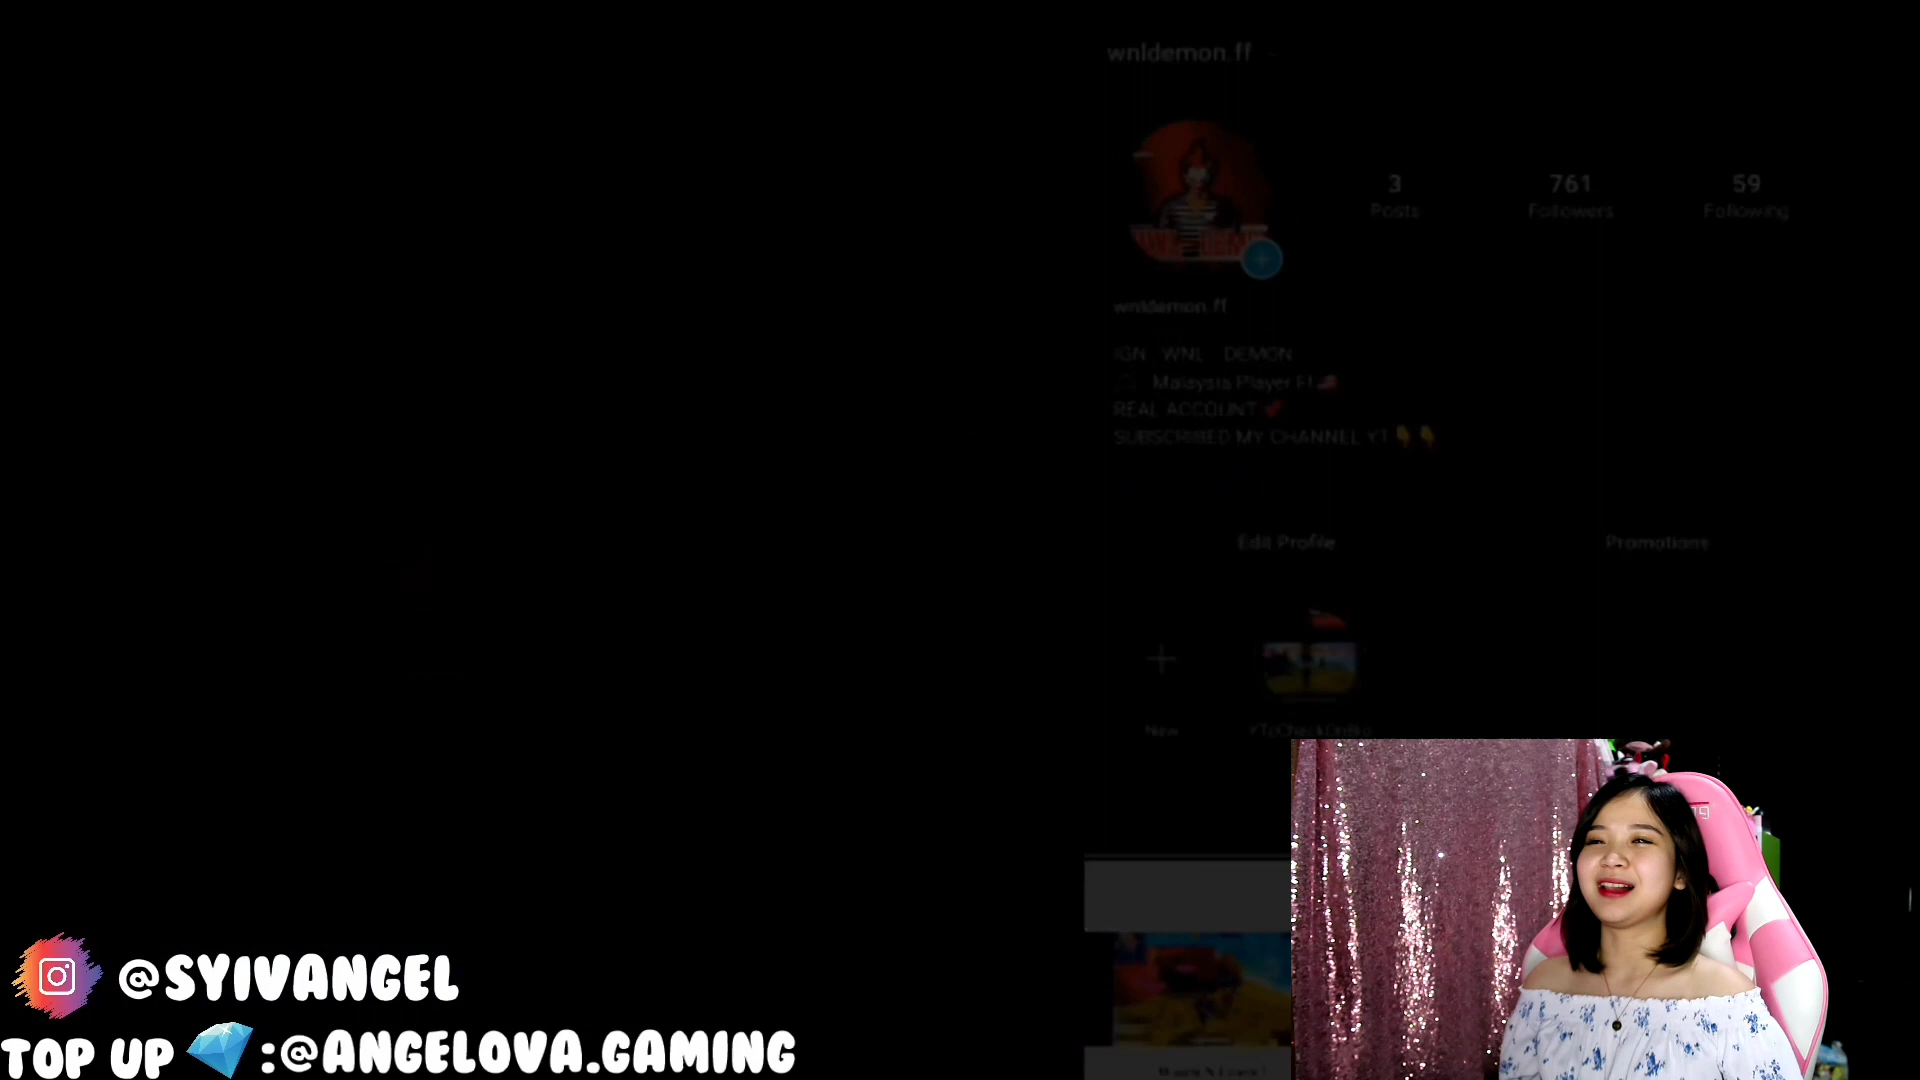 wnldemon.ff
3
Posts
761
Followers
59
Following
wnldemon.ff
IGN WNL DEMON
Malaysia Player Ff
REAL ACCOUNT
SUBSCRIBED MY CHANNEL YT
Edit Profile
Promotions
New
@SYIVANGEL
TOP UP :@ANGELOVA.GAMING